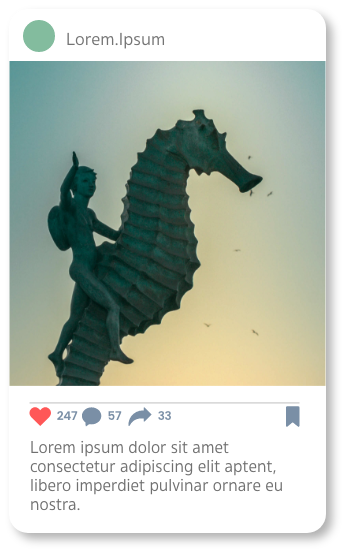 Lorem.Ipsum
247 57 33
Lorem ipsum dolor sit amet
consectetur adipiscing elit aptent,
libero imperdiet pulvinar ornare eu
nostra.